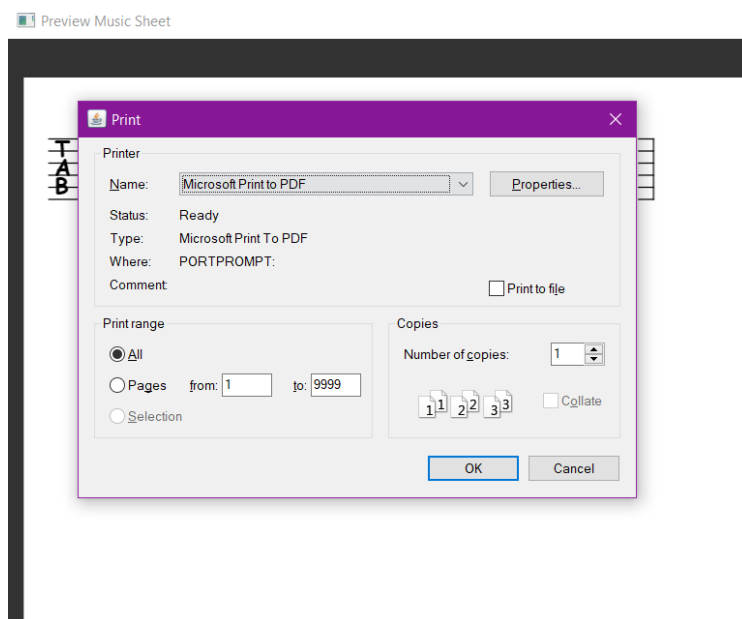 Preview Music Sheet
Print
T
A
B
Printer
Name: Microsoft Print to PDF Properties...
Status: Ready
Type: Microsoft Print To PDF
Where: PORTPROMPT:
Comment:
Print to file
Print range
All
Pages from: 1 to: 9999
Selection
Copies
Number of copies: 1
1 1 2 2 3 3 Collate
OK Cancel